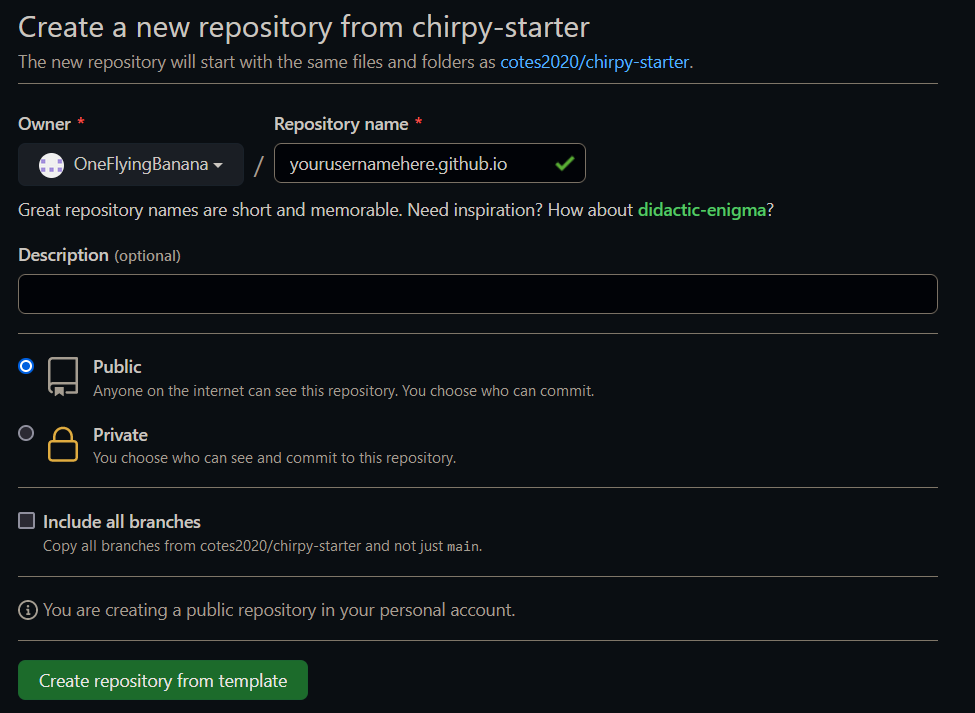 Create a new repository from chirpy-starter
The new repository will start with the same files and folders as cotes2020/chirpy-starter.
Owner * Repository name *
OneFlyingBanana / yourusernamehere.github.io
Great repository names are short and memorable. Need inspiration? How about didactic-enigma?
Description (optional)
Public
Anyone on the internet can see this repository. You choose who can commit.
Private
You choose who can see and commit to this repository.
Include all branches
Copy all branches from cotes2020/chirpy-starter and not just main.
You are creating a public repository in your personal account.
Create repository from template